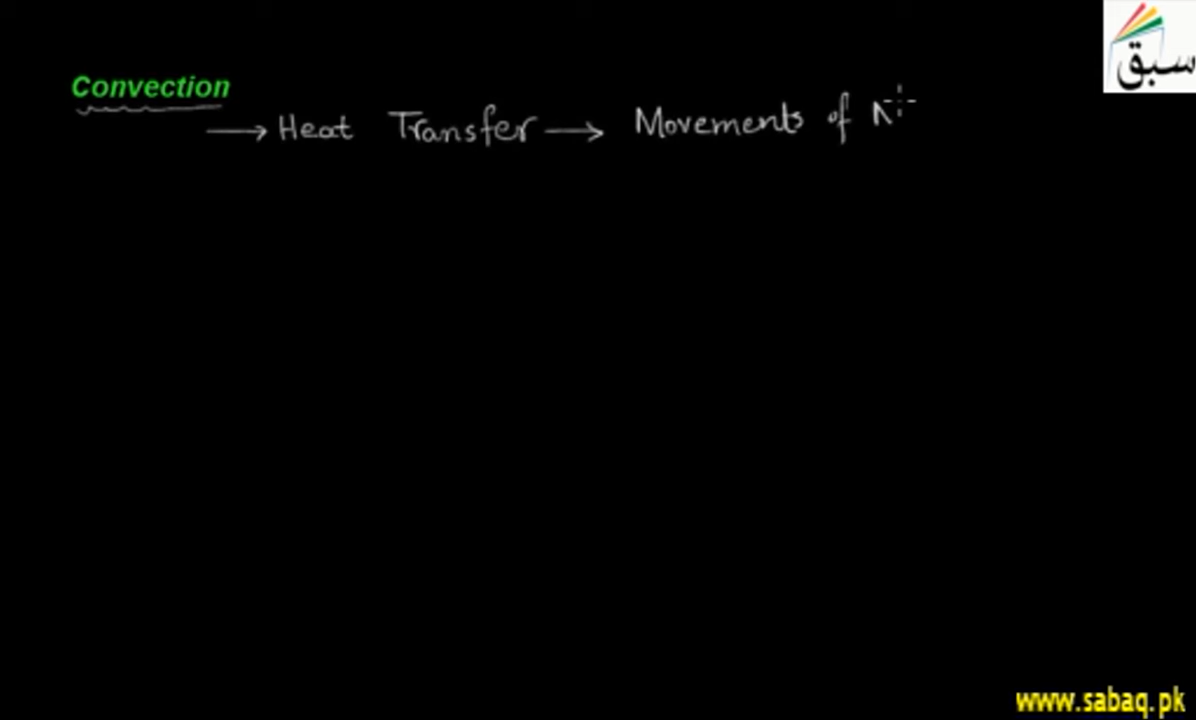 سبق
Convection
→ Heat Transfer → Movements of
www.sabaq.pk